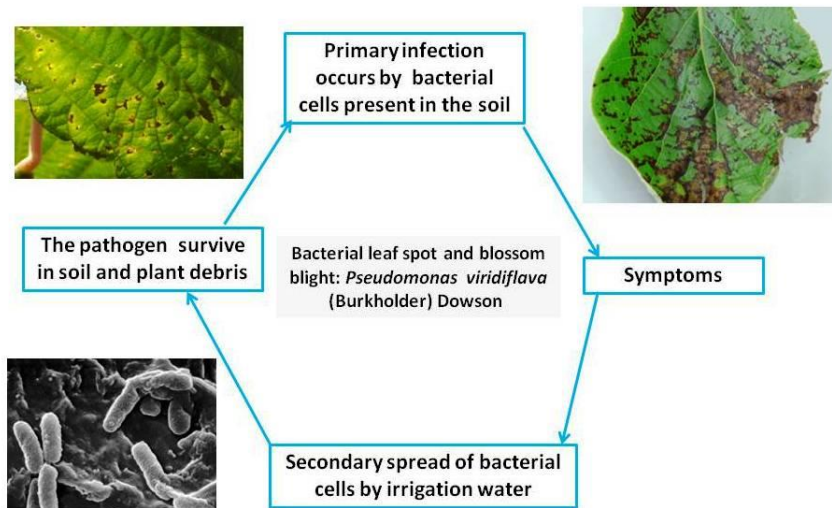 Primary infection
occurs by bacterial
cells present in the soil
The pathogen survive
in soil and plant debris
Bacterial leaf spot and blossom
blight: Pseudomonas viridiflava
(Burkholder) Dowson
Symptoms
Secondary spread of bacterial
cells by irrigation water